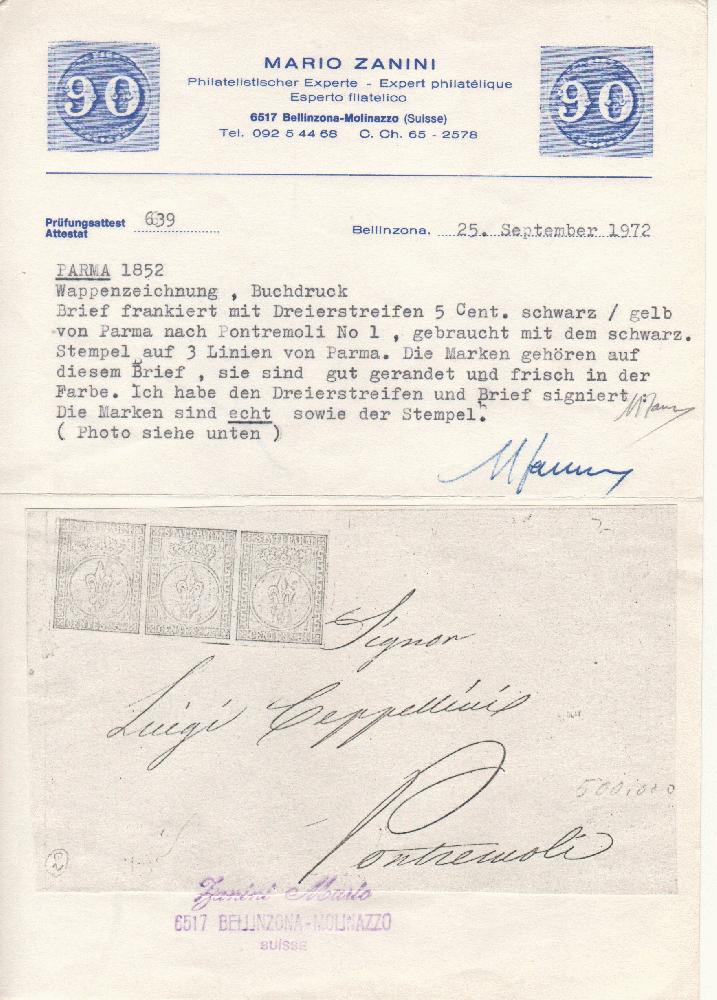 90
90
MARIO ZANINI
Philatelistischer Experte - Expert philatélique
Esperto filatelico
6517 Bellinzona-Molinazzo (Suisse)
Tel. 092 5 44 68 C. Ch. 65 - 2578
Prüfungsattest 639
Attestat
Bellinzona, 25. September 1972
PARMA 1852
Wappenzeichnung , Buchdruck
Brief frankiert mit Dreierstreifen 5 Cent. schwarz / gelb
von Parma nach Pontremoli No 1 , gebraucht mit dem schwarz.
Stempel auf 3 Linien von Parma. Die Marken gehören auf
diesem Brief , sie sind gut gerandet und frisch in der
Farbe. Ich habe den Dreierstreifen und Brief signiert .
Die Marken sind echt sowie der Stempel.
( Photo siehe unten )
Signor
Luigi Ceppellini
Pontremoli
500.000
Zanini Mario
6517 BELLINZONA-MOLINAZZO
SUISSE